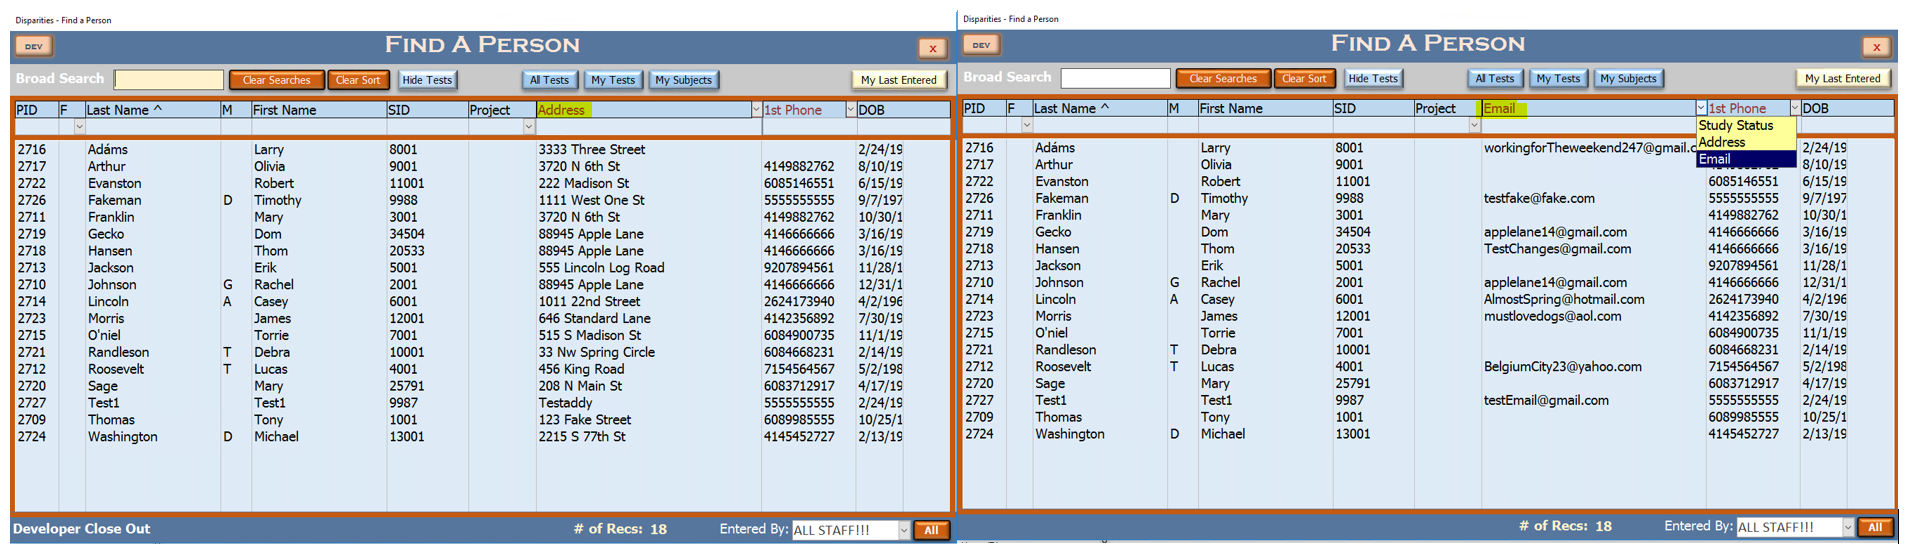 Disparities - Find a Person
DEV FIND A PERSON X
Broad Search Clear Searches Clear Sort Hide Tests All Tests My Tests My Subjects My Last Entered
PID F Last Name ^ M First Name SID Project Address 1st Phone DOB
2716 Adáms Larry 8001 3333 Three Street 2/24/19
2717 Arthur Olivia 9001 3720 N 6th St 4149882762 8/10/19
2722 Evanston Robert 11001 222 Madison St 6085146551 6/15/19
2726 Fakeman D Timothy 9988 1111 West One St 5555555555 9/7/197
2711 Franklin Mary 3001 3720 N 6th St 4149882762 10/30/1
2719 Gecko Dom 34504 88945 Apple Lane 4146666666 3/16/19
2718 Hansen Thom 20533 88945 Apple Lane 4146666666 3/16/19
2713 Jackson Erik 5001 555 Lincoln Log Road 9207894561 11/28/1
2710 Johnson G Rachel 2001 88945 Apple Lane 4146666666 12/31/1
2714 Lincoln A Casey 6001 1011 22nd Street 2624173940 4/2/196
2723 Morris James 12001 646 Standard Lane 4142356892 7/30/19
2715 O'niel Torrie 7001 515 S Madison St 6084900735 11/1/19
2721 Randleson T Debra 10001 33 Nw Spring Circle 6084668231 2/14/19
2712 Roosevelt T Lucas 4001 456 King Road 7154564567 5/2/198
2720 Sage Mary 25791 208 N Main St 6083712917 4/17/19
2727 Test1 Test1 9987 Testaddy 5555555555 2/24/19
2709 Thomas Tony 1001 123 Fake Street 6089985555 10/25/1
2724 Washington D Michael 13001 2215 S 77th St 4145452727 2/13/19
Developer Close Out # of Recs: 18 Entered By: ALL STAFF!!! All
Disparities - Find a Person
DEV FIND A PERSON X
Broad Search Clear Searches Clear Sort Hide Tests All Tests My Tests My Subjects My Last Entered
PID F Last Name ^ M First Name SID Project Email 1st Phone DOB
Study Status
Address
Email
2716 Adáms Larry 8001 workingforTheweekend247@gmail.c 2/24/19
2717 Arthur Olivia 9001 8/10/19
2722 Evanston Robert 11001 6085146551 6/15/19
2726 Fakeman D Timothy 9988 testfake@fake.com 5555555555 9/7/197
2711 Franklin Mary 3001 4149882762 10/30/1
2719 Gecko Dom 34504 applelane14@gmail.com 4146666666 3/16/19
2718 Hansen Thom 20533 TestChanges@gmail.com 4146666666 3/16/19
2713 Jackson Erik 5001 9207894561 11/28/1
2710 Johnson G Rachel 2001 applelane14@gmail.com 4146666666 12/31/1
2714 Lincoln A Casey 6001 AlmostSpring@hotmail.com 2624173940 4/2/196
2723 Morris James 12001 mustlovedogs@aol.com 4142356892 7/30/19
2715 O'niel Torrie 7001 6084900735 11/1/19
2721 Randleson T Debra 10001 6084668231 2/14/19
2712 Roosevelt T Lucas 4001 BelgiumCity23@yahoo.com 7154564567 5/2/198
2720 Sage Mary 25791 6083712917 4/17/19
2727 Test1 Test1 9987 testEmail@gmail.com 5555555555 2/24/19
2709 Thomas Tony 1001 6089985555 10/25/1
2724 Washington D Michael 13001 4145452727 2/13/19
# of Recs: 18 Entered By: ALL STAFF!!! All